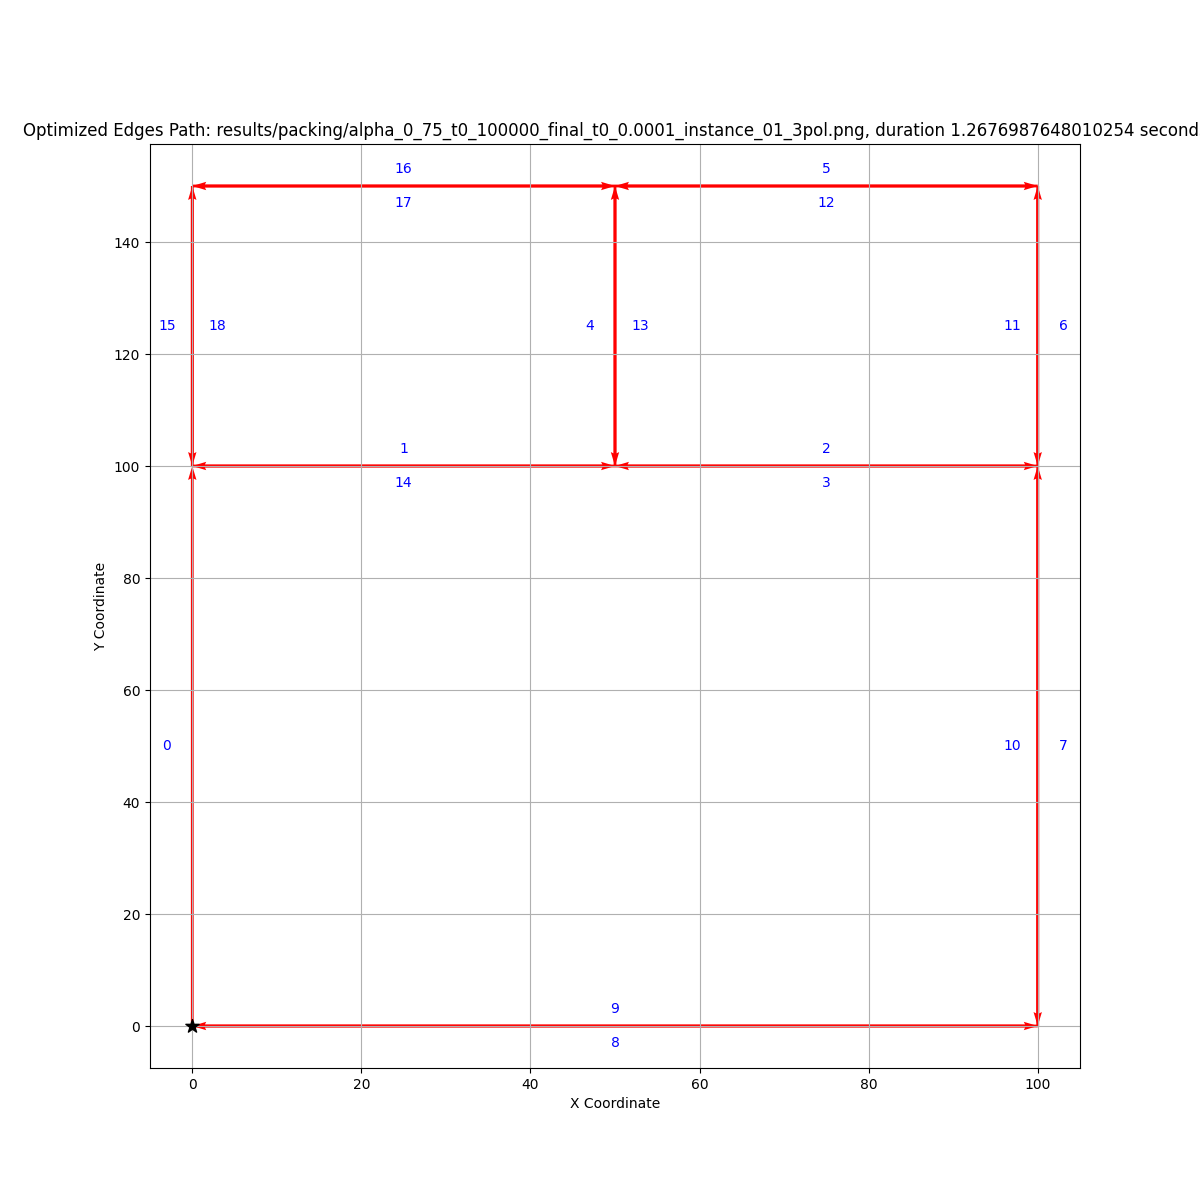 Optimized Edges Path: results/packing/alpha_0_75_t0_100000_final_t0_0.0001_instance_01_3pol.png, duration 1.2676987648010254 second
16 5
17 12
140
15 18 4 13 11 6
120
1 2
100
14 3
80
Y Coordinate
60
0 10 7
40
20
9
0
8
0 20 40 60 80 100
X Coordinate